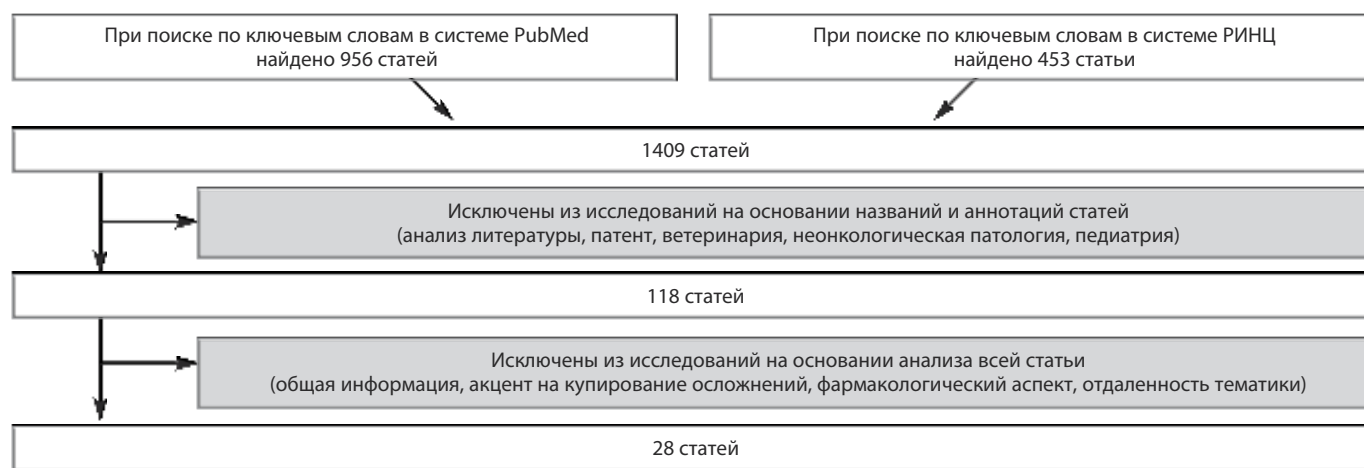 При поиске по ключевым словам в системе PubMed
найдено 956 статей
При поиске по ключевым словам в системе РИНЦ
найдено 453 статьи
1409 статей
Исключены из исследований на основании названий и аннотаций статей
(анализ литературы, патент, ветеринария, неонкологическая патология, педиатрия)
118 статей
Исключены из исследований на основании анализа всей статьи
(общая информация, акцент на купирование осложнений, фармакологический аспект, отдаленность тематики)
28 статей